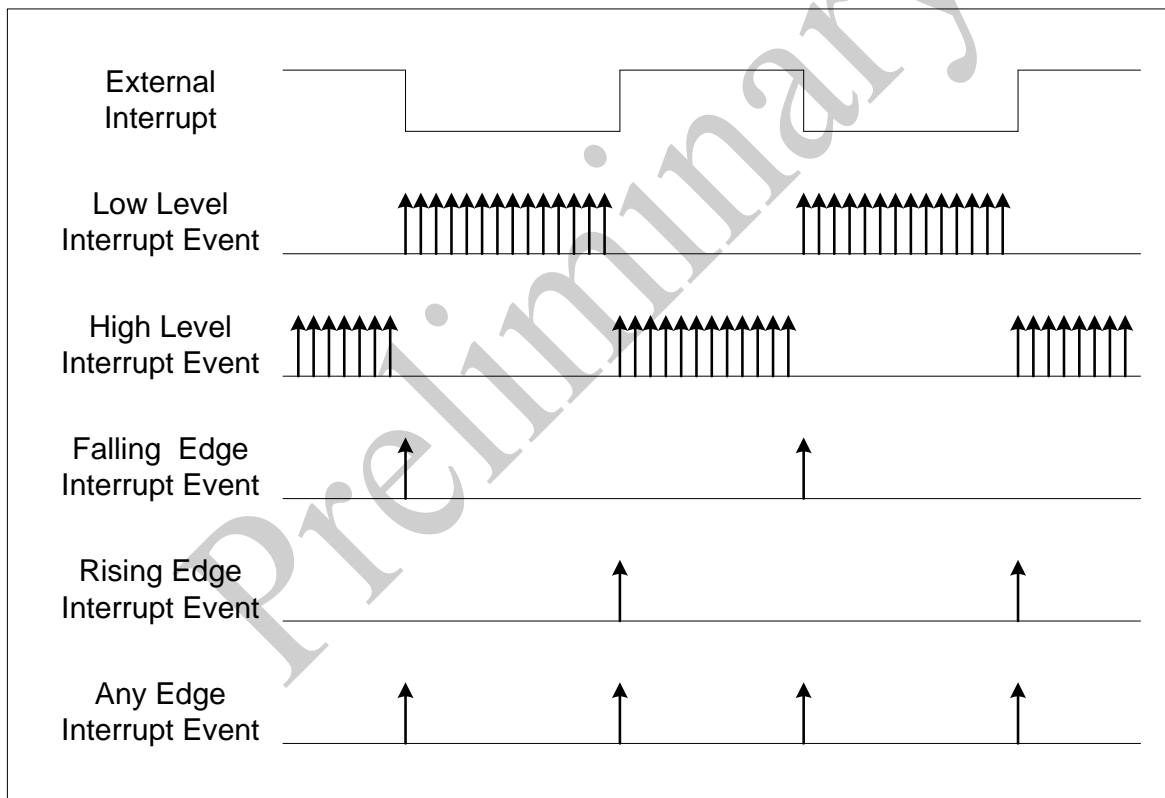 External
Interrupt
Low Level
Interrupt Event
High Level
Interrupt Event
Falling Edge
Interrupt Event
Rising Edge
Interrupt Event
Any Edge
Interrupt Event
Preliminary